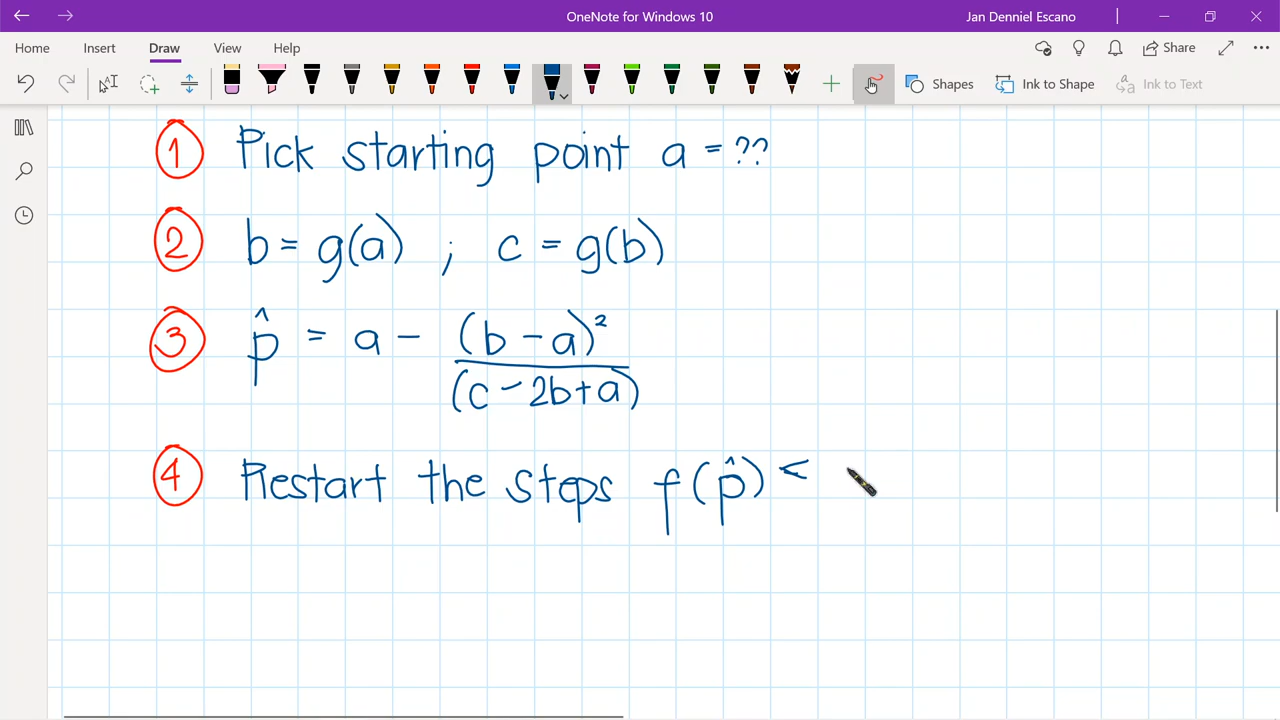 OneNote for Windows 10
Jan Denniel Escano
Home Insert Draw View Help
Share
Shapes Ink to Shape Ink to Text
① Pick starting point a = ??
② b = g(a) ; c = g(b)
③ p̂ = a - (b - a)² / (c - 2b + a)
④ Restart the steps f(p̂) <